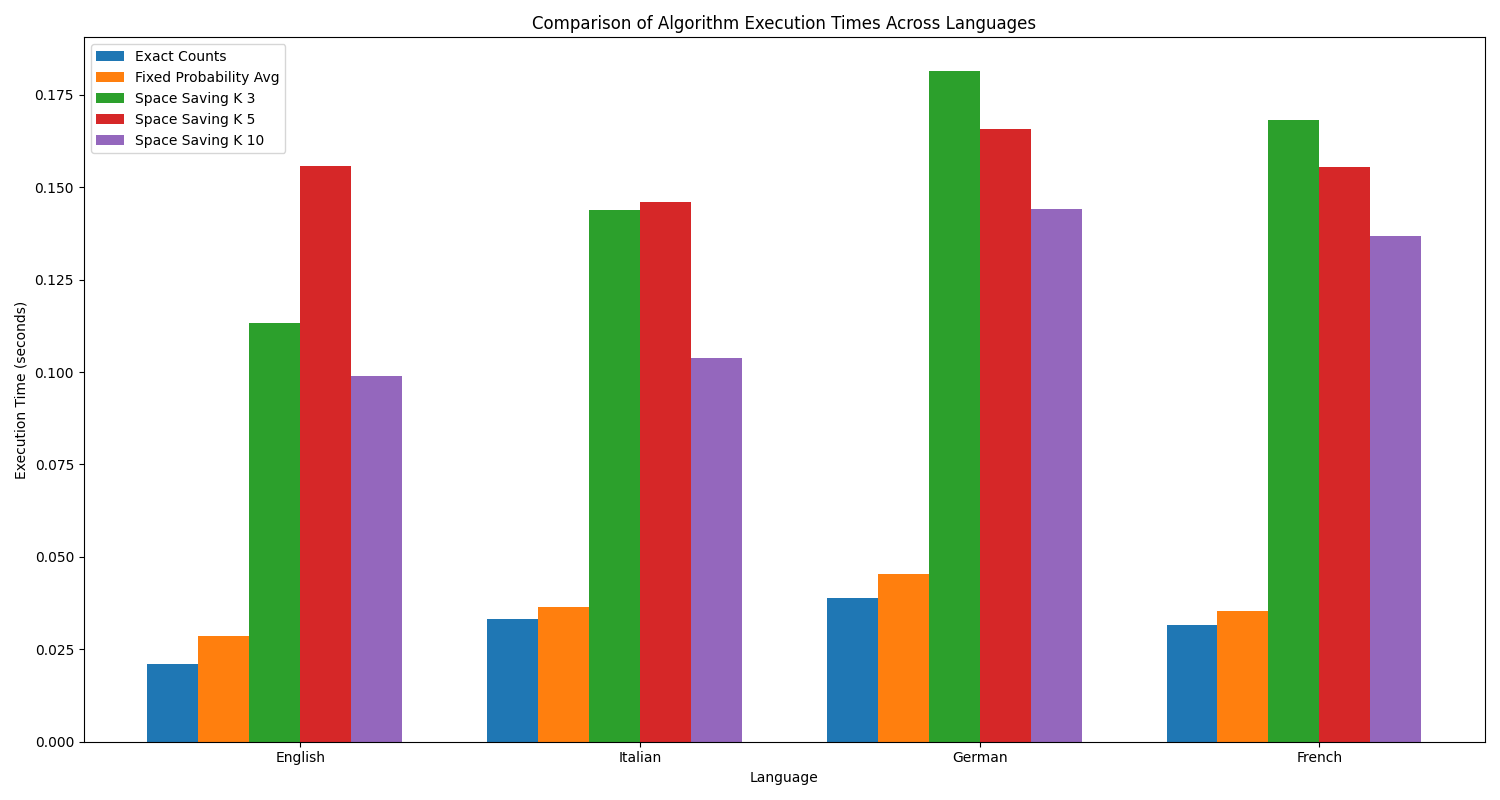 Comparison of Algorithm Execution Times Across Languages
Exact Counts
Fixed Probability Avg
Space Saving K 3
Space Saving K 5
Space Saving K 10
Execution Time (seconds)
0.175
0.150
0.125
0.100
0.075
0.050
0.025
0.000
English Italian German French
Language